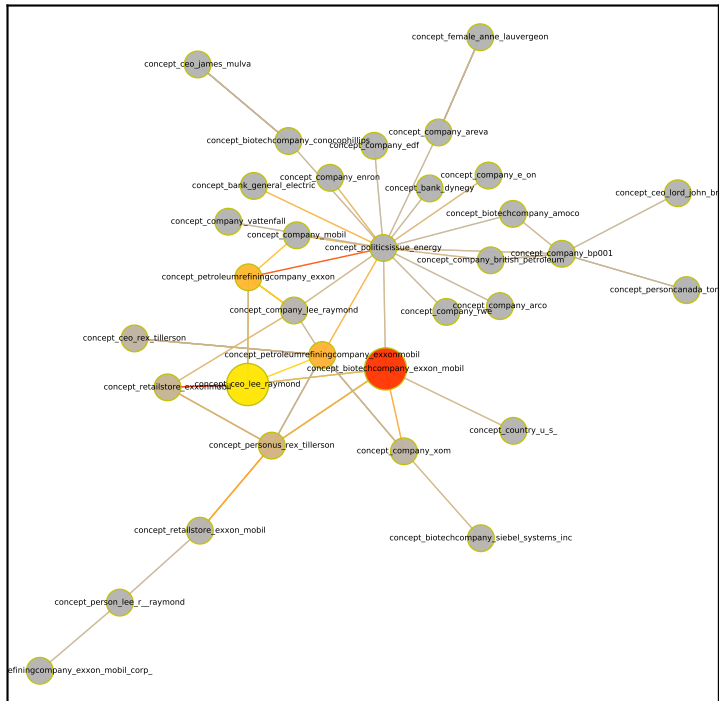 concept_female_anne_lauvergeon
concept_ceo_james_mulva
concept_company_areva
concept_biotechcompany_conocophillips
concept_company_edf
concept_company_enron
concept_company_e_on
concept_bank_general_electric
concept_bank_dynegy
concept_ceo_lord_john_br
concept_biotechcompany_amoco
concept_company_vattenfall
concept_company_mobil
concept_politicsissue_energy
concept_company_bp001
concept_company_british_petroleum
concept_petroleumrefiningcompany_exxon
concept_personcanada_ton
concept_company_lee_raymond
concept_company_arco
concept_company_rwe
concept_ceo_rex_tillerson
concept_petroleumrefiningcompany_exxonmobil
concept_biotechcompany_exxon_mobil
concept_retailstore_exxonmobil
concept_ceo_lee_raymond
concept_country_u_s_
concept_personus_rex_tillerson
concept_company_xom
concept_retailstore_exxon_mobil
concept_biotechcompany_siebel_systems_inc
concept_person_lee_r__raymond
efiningcompany_exxon_mobil_corp_